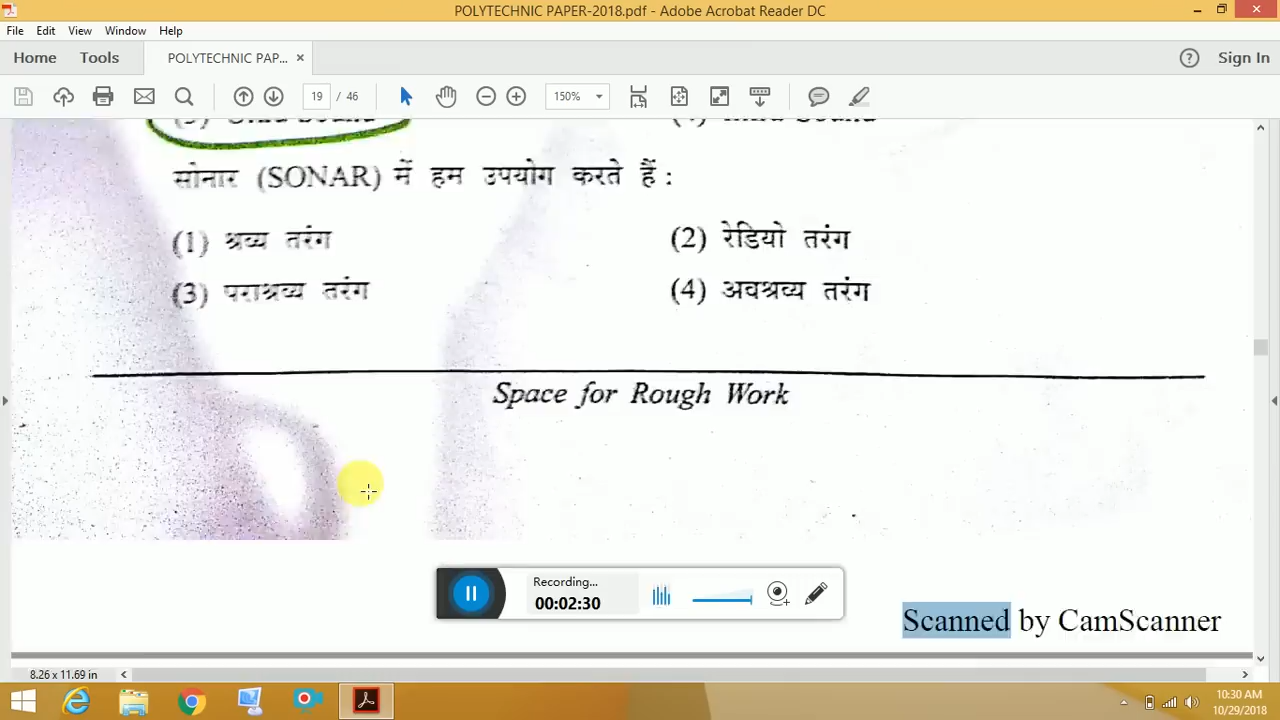 POLYTECHNIC PAPER-2018.pdf - Adobe Acrobat Reader DC
File Edit View Window Help
Home Tools POLYTECHNIC PAP... × Sign In
19 / 46 150%
सोनार (SONAR) में हम उपयोग करते हैं :
(1) श्रव्य तरंग (2) रेडियो तरंग
(3) पराश्रव्य तरंग (4) अवश्रव्य तरंग
Space for Rough Work
Recording...
00:02:30
Scanned by CamScanner
8.26 x 11.69 in
10:30 AM
10/29/2018